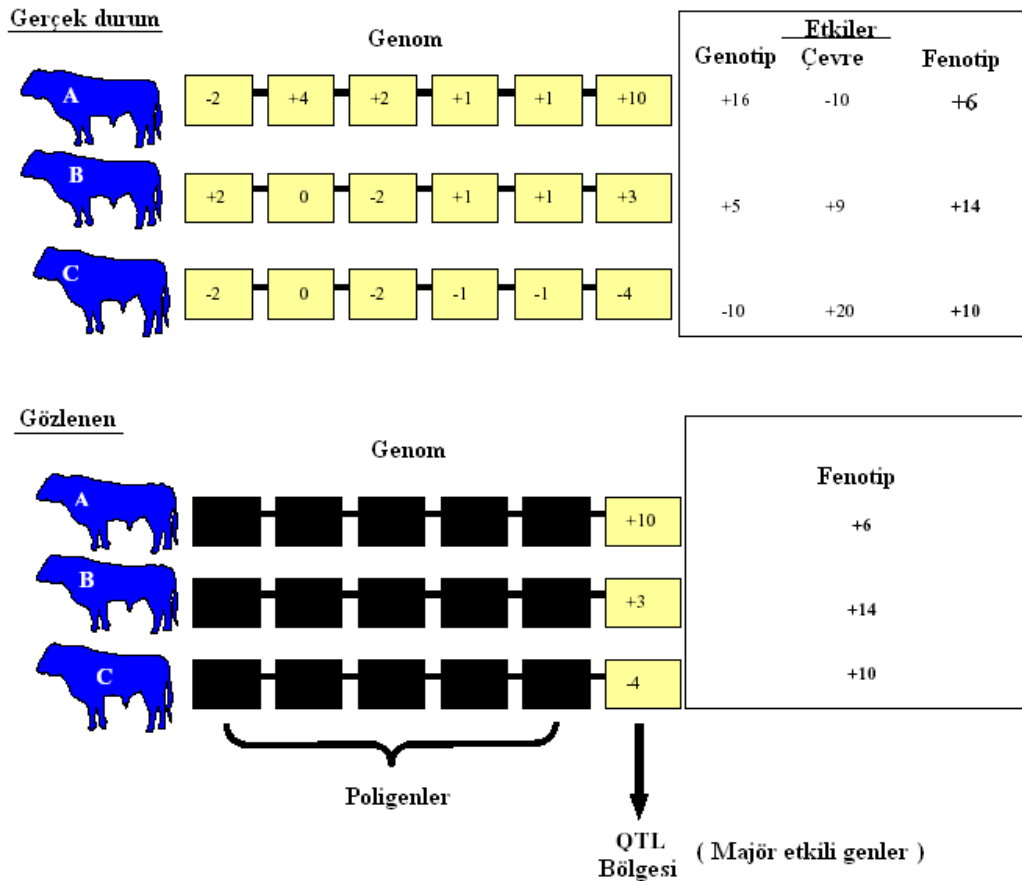 Gerçek durum
Genom
Etkiler
Genotip Çevre Fenotip
A -2 +4 +2 +1 +1 +10 +16 -10 +6
B +2 0 -2 +1 +1 +3 +5 +9 +14
C -2 0 -2 -1 -1 -4 -10 +20 +10
Gözlenen
Genom
Fenotip
A +10 +6
B +3 +14
C -4 +10
Poligenler
QTL
Bölgesi ( Majör etkili genler )